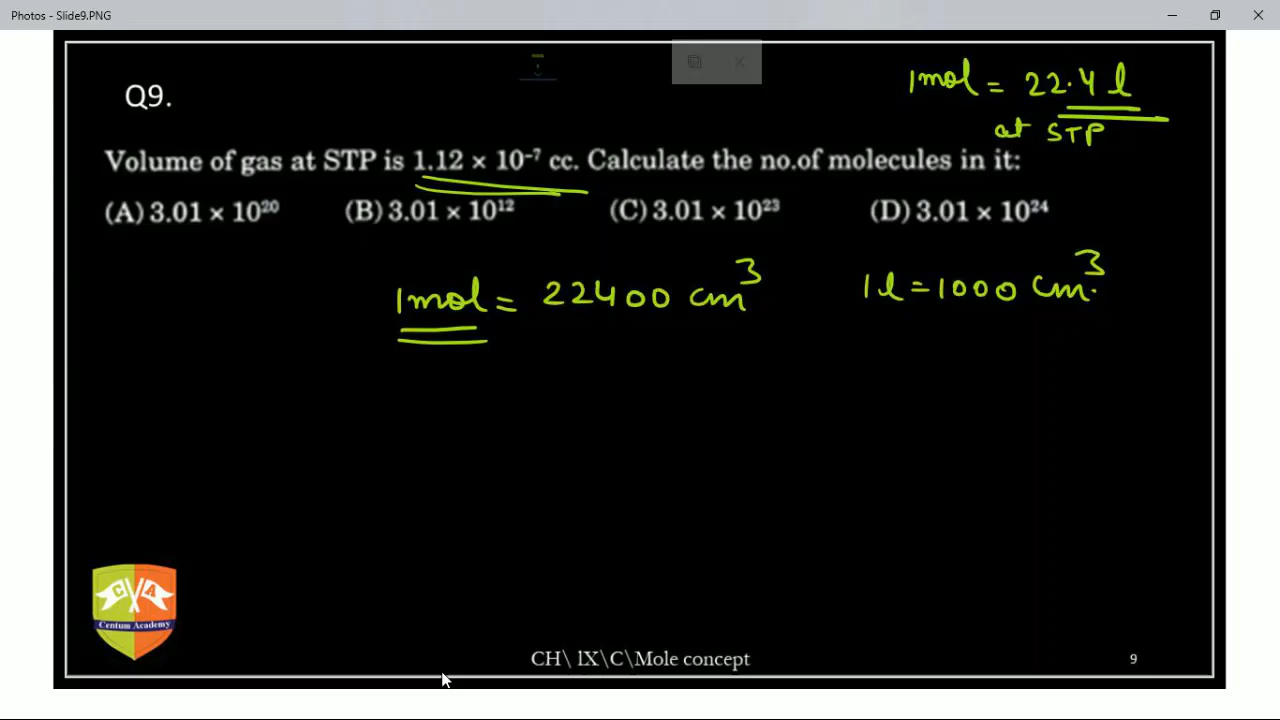 Photos - Slide9.PNG
1mol = 22.4 l
at STP
Q9.
Volume of gas at STP is 1.12 × 10⁻⁷ cc. Calculate the no.of molecules in it:
(A) 3.01 × 10²⁰ (B) 3.01 × 10¹² (C) 3.01 × 10²³ (D) 3.01 × 10²⁴
1mol = 22400 cm³ 1l = 1000 cm³.
C A
Centum Academy
CH\ lX\C\Mole concept 9